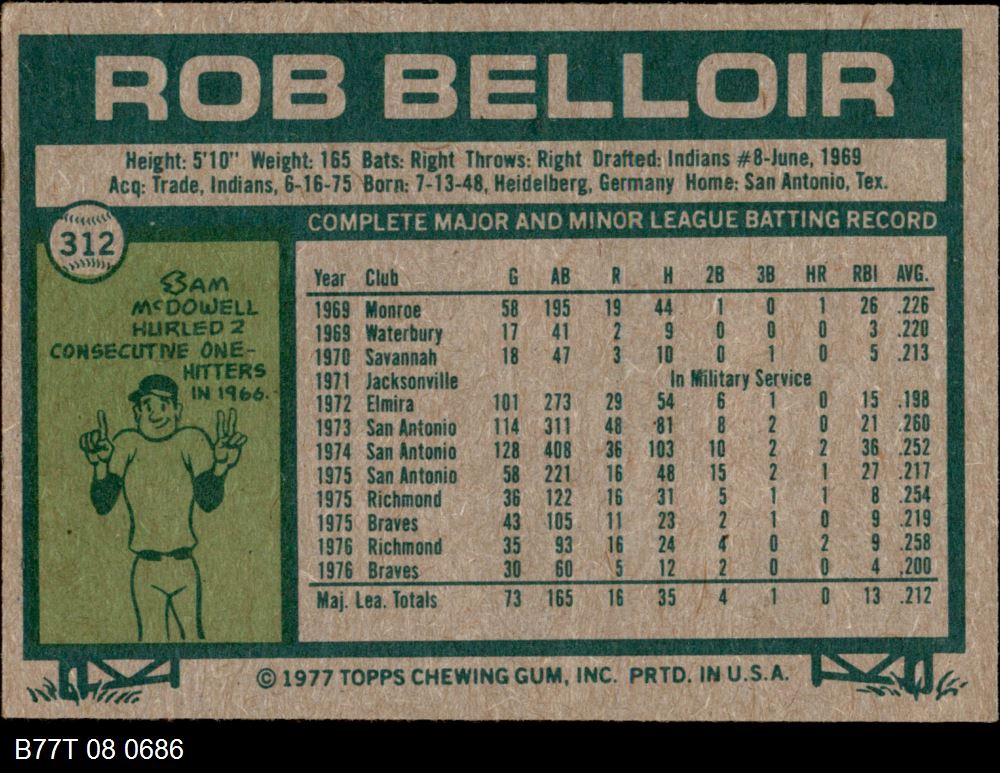 ROB BELLOIR
Height: 5'10" Weight: 165 Bats: Right Throws: Right Drafted: Indians #8-June, 1969
Acq: Trade, Indians, 6-16-75 Born: 7-13-48, Heidelberg, Germany Home: San Antonio, Tex.
312
SAM
McDOWELL
HURLED 2
CONSECUTIVE ONE-
HITTERS
IN 1966.
COMPLETE MAJOR AND MINOR LEAGUE BATTING RECORD
Year Club G AB R H 2B 3B HR RBI AVG.
1969 Monroe 58 195 19 44 1 0 1 26 .226
1969 Waterbury 17 41 2 9 0 0 0 3 .220
1970 Savannah 18 47 3 10 0 1 0 5 .213
1971 Jacksonville In Military Service
1972 Elmira 101 273 29 54 6 1 0 15 .198
1973 San Antonio 114 311 48 81 8 2 0 21 .260
1974 San Antonio 128 408 36 103 10 2 2 36 .252
1975 San Antonio 58 221 16 48 15 2 1 27 .217
1975 Richmond 36 122 16 31 5 1 1 8 .254
1975 Braves 43 105 11 23 2 1 0 9 .219
1976 Richmond 35 93 16 24 4 0 2 9 .258
1976 Braves 30 60 5 12 2 0 0 4 .200
Maj. Lea. Totals 73 165 16 35 4 1 0 13 .212
© 1977 TOPPS CHEWING GUM, INC. PRTD. IN U.S.A.
B77T 08 0686